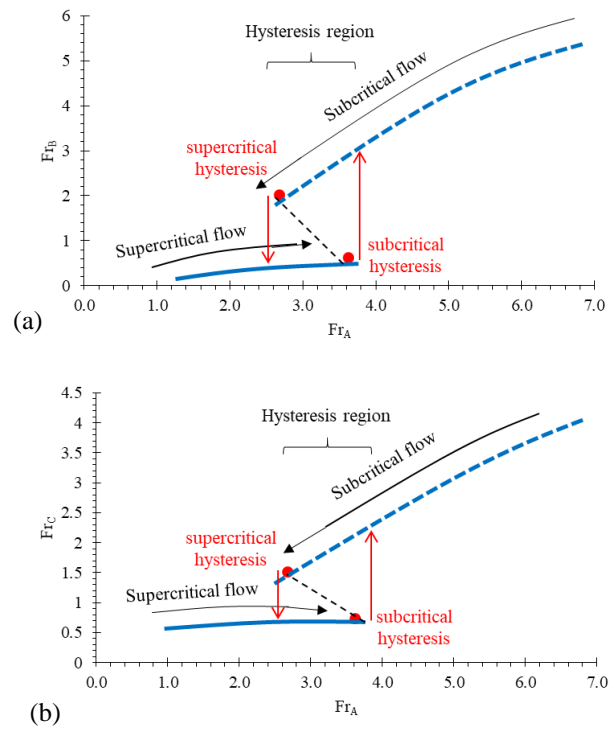 6
5
4
3
2
1
0
Fr_B
Hysteresis region
Subcritical flow
supercritical
hysteresis
Supercritical flow
subcritical
hysteresis
0.0 1.0 2.0 3.0 4.0 5.0 6.0 7.0
Fr_A
(a)
4.5
4
3.5
3
2.5
2
1.5
1
0.5
0
Fr_C
Hysteresis region
Subcritical flow
supercritical
hysteresis
Supercritical flow
subcritical
hysteresis
0.0 1.0 2.0 3.0 4.0 5.0 6.0 7.0
Fr_A
(b)